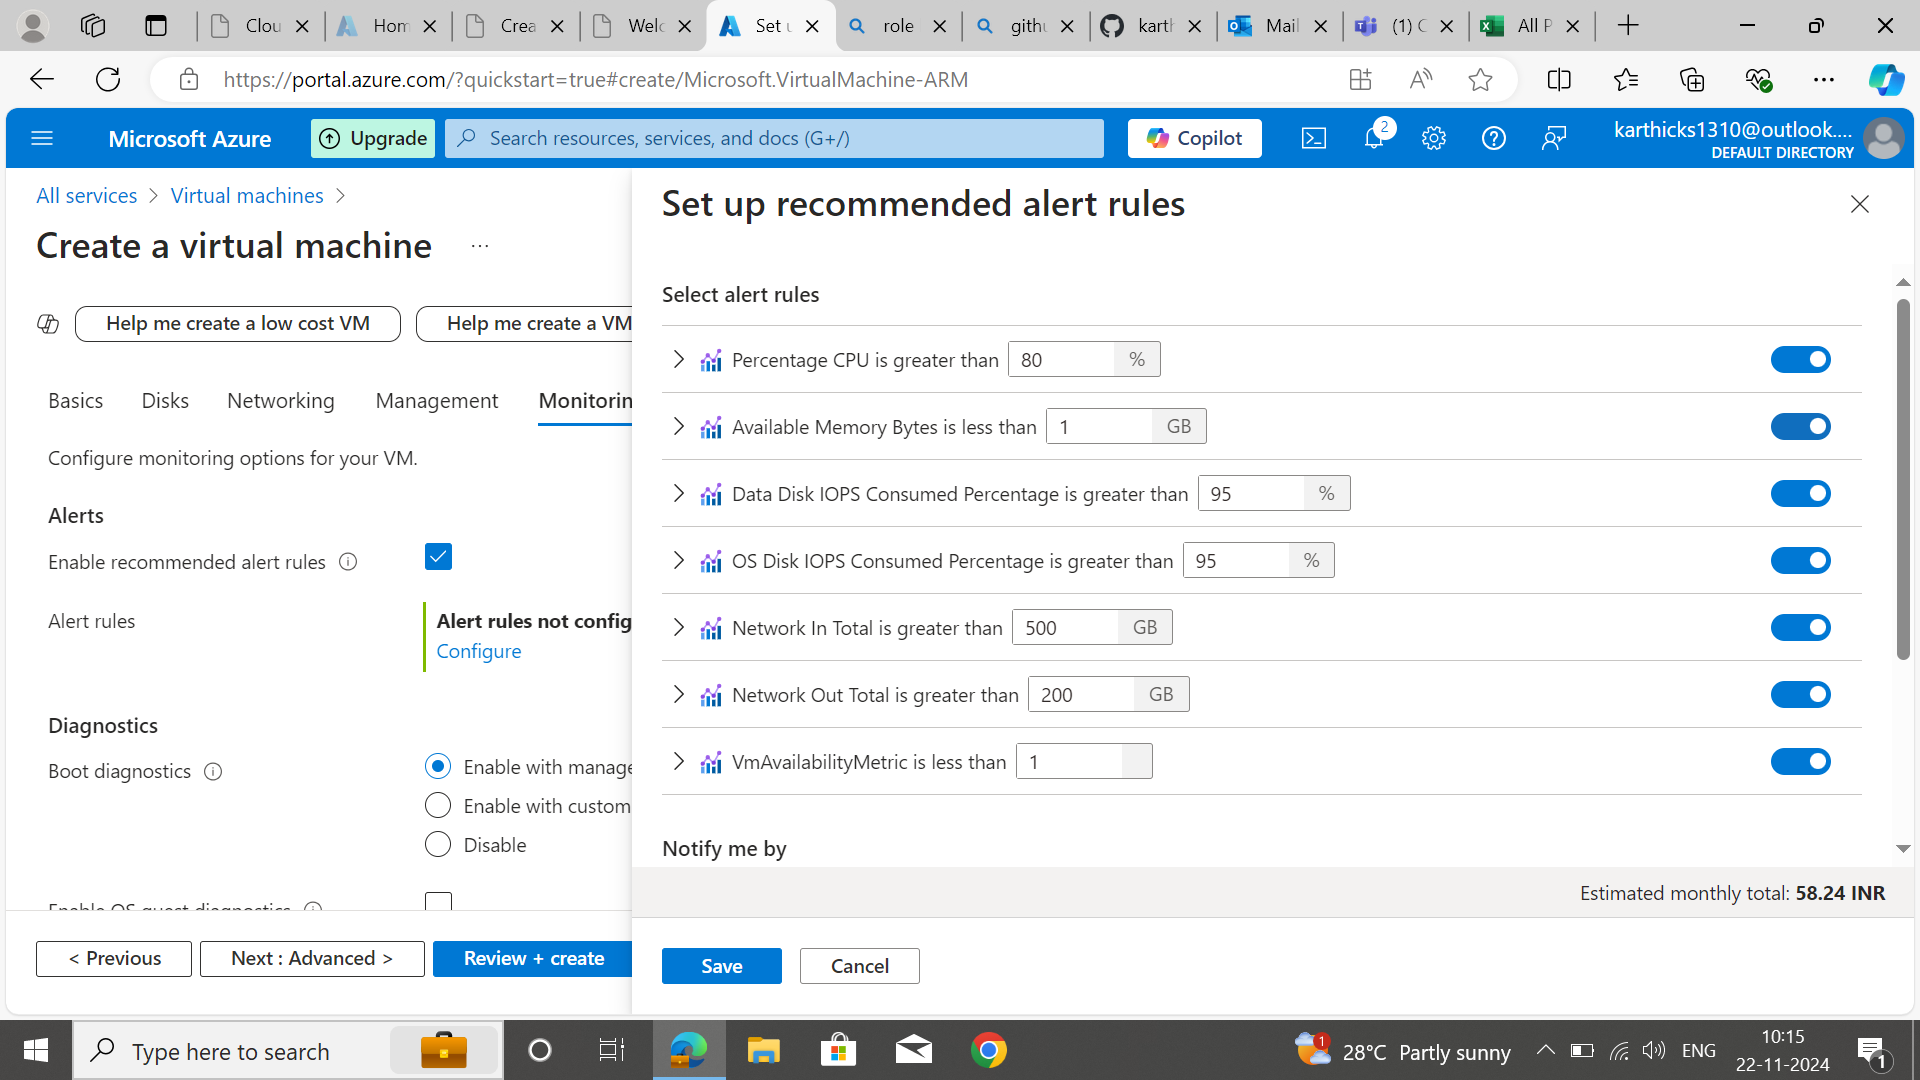 Clou
Hom
Crea
Welc
Set u
role
githu
karth
Mail
(1) C
All P
https://portal.azure.com/?quickstart=true#create/Microsoft.VirtualMachine-ARM
Microsoft Azure
Upgrade
Search resources, services, and docs (G+/)
Copilot
2
karthicks1310@outlook....
DEFAULT DIRECTORY
All services > Virtual machines >
Create a virtual machine ...
Help me create a low cost VM
Help me create a VM
Basics Disks Networking Management Monitorin
Configure monitoring options for your VM.
Alerts
Enable recommended alert rules
Alert rules
Alert rules not config
Configure
Diagnostics
Boot diagnostics
Enable with manage
Enable with custom
Disable
Enable OS guest diagnostics
< Previous
Next : Advanced >
Review + create
Set up recommended alert rules
Select alert rules
Percentage CPU is greater than 80 %
Available Memory Bytes is less than 1 GB
Data Disk IOPS Consumed Percentage is greater than 95 %
OS Disk IOPS Consumed Percentage is greater than 95 %
Network In Total is greater than 500 GB
Network Out Total is greater than 200 GB
VmAvailabilityMetric is less than 1
Notify me by
Estimated monthly total: 58.24 INR
Save
Cancel
Type here to search
1
28°C Partly sunny
ENG
10:15
22-11-2024
1